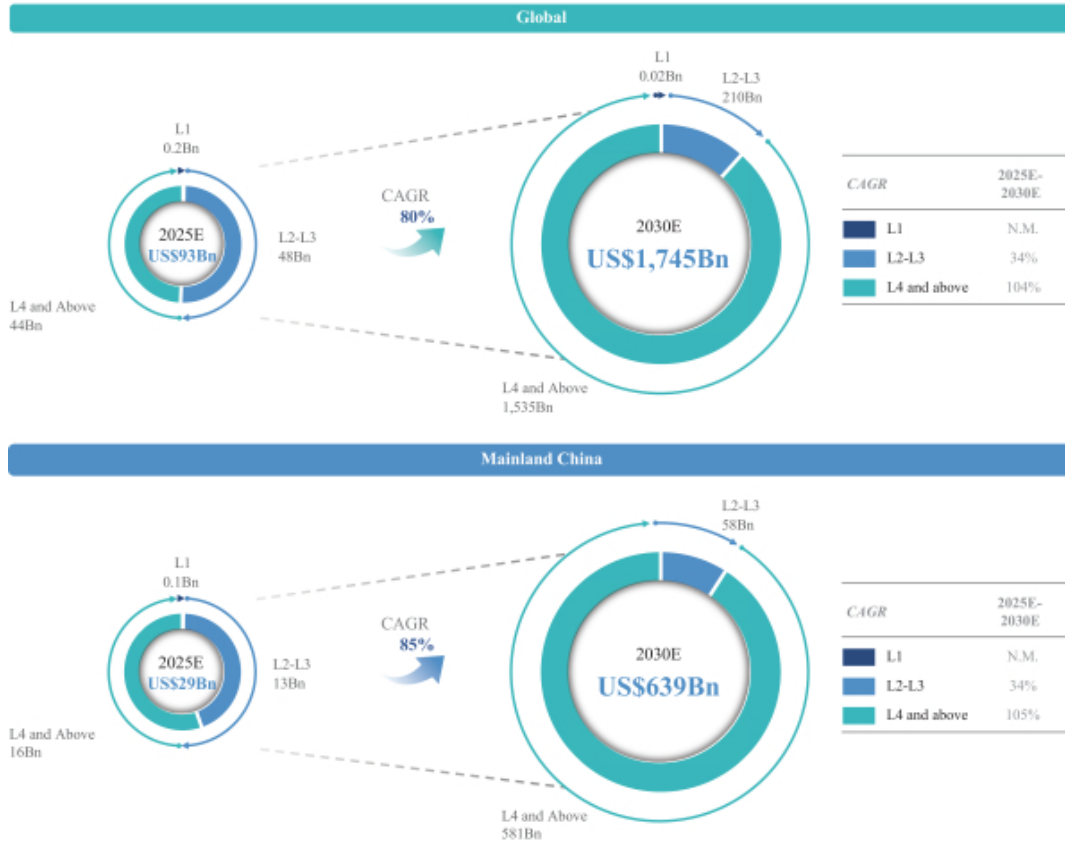 Global
L1
0.2Bn
2025E
US$93Bn
L2-L3
48Bn
L4 and Above
44Bn
CAGR
80%
L1
0.02Bn
L2-L3
210Bn
2030E
US$1,745Bn
L4 and Above
1,535Bn
CAGR 2025E-
2030E
L1 N.M.
L2-L3 34%
L4 and above 104%
Mainland China
L1
0.1Bn
2025E
US$29Bn
L2-L3
13Bn
L4 and Above
16Bn
CAGR
85%
L2-L3
58Bn
2030E
US$639Bn
L4 and Above
581Bn
CAGR 2025E-
2030E
L1 N.M.
L2-L3 34%
L4 and above 105%